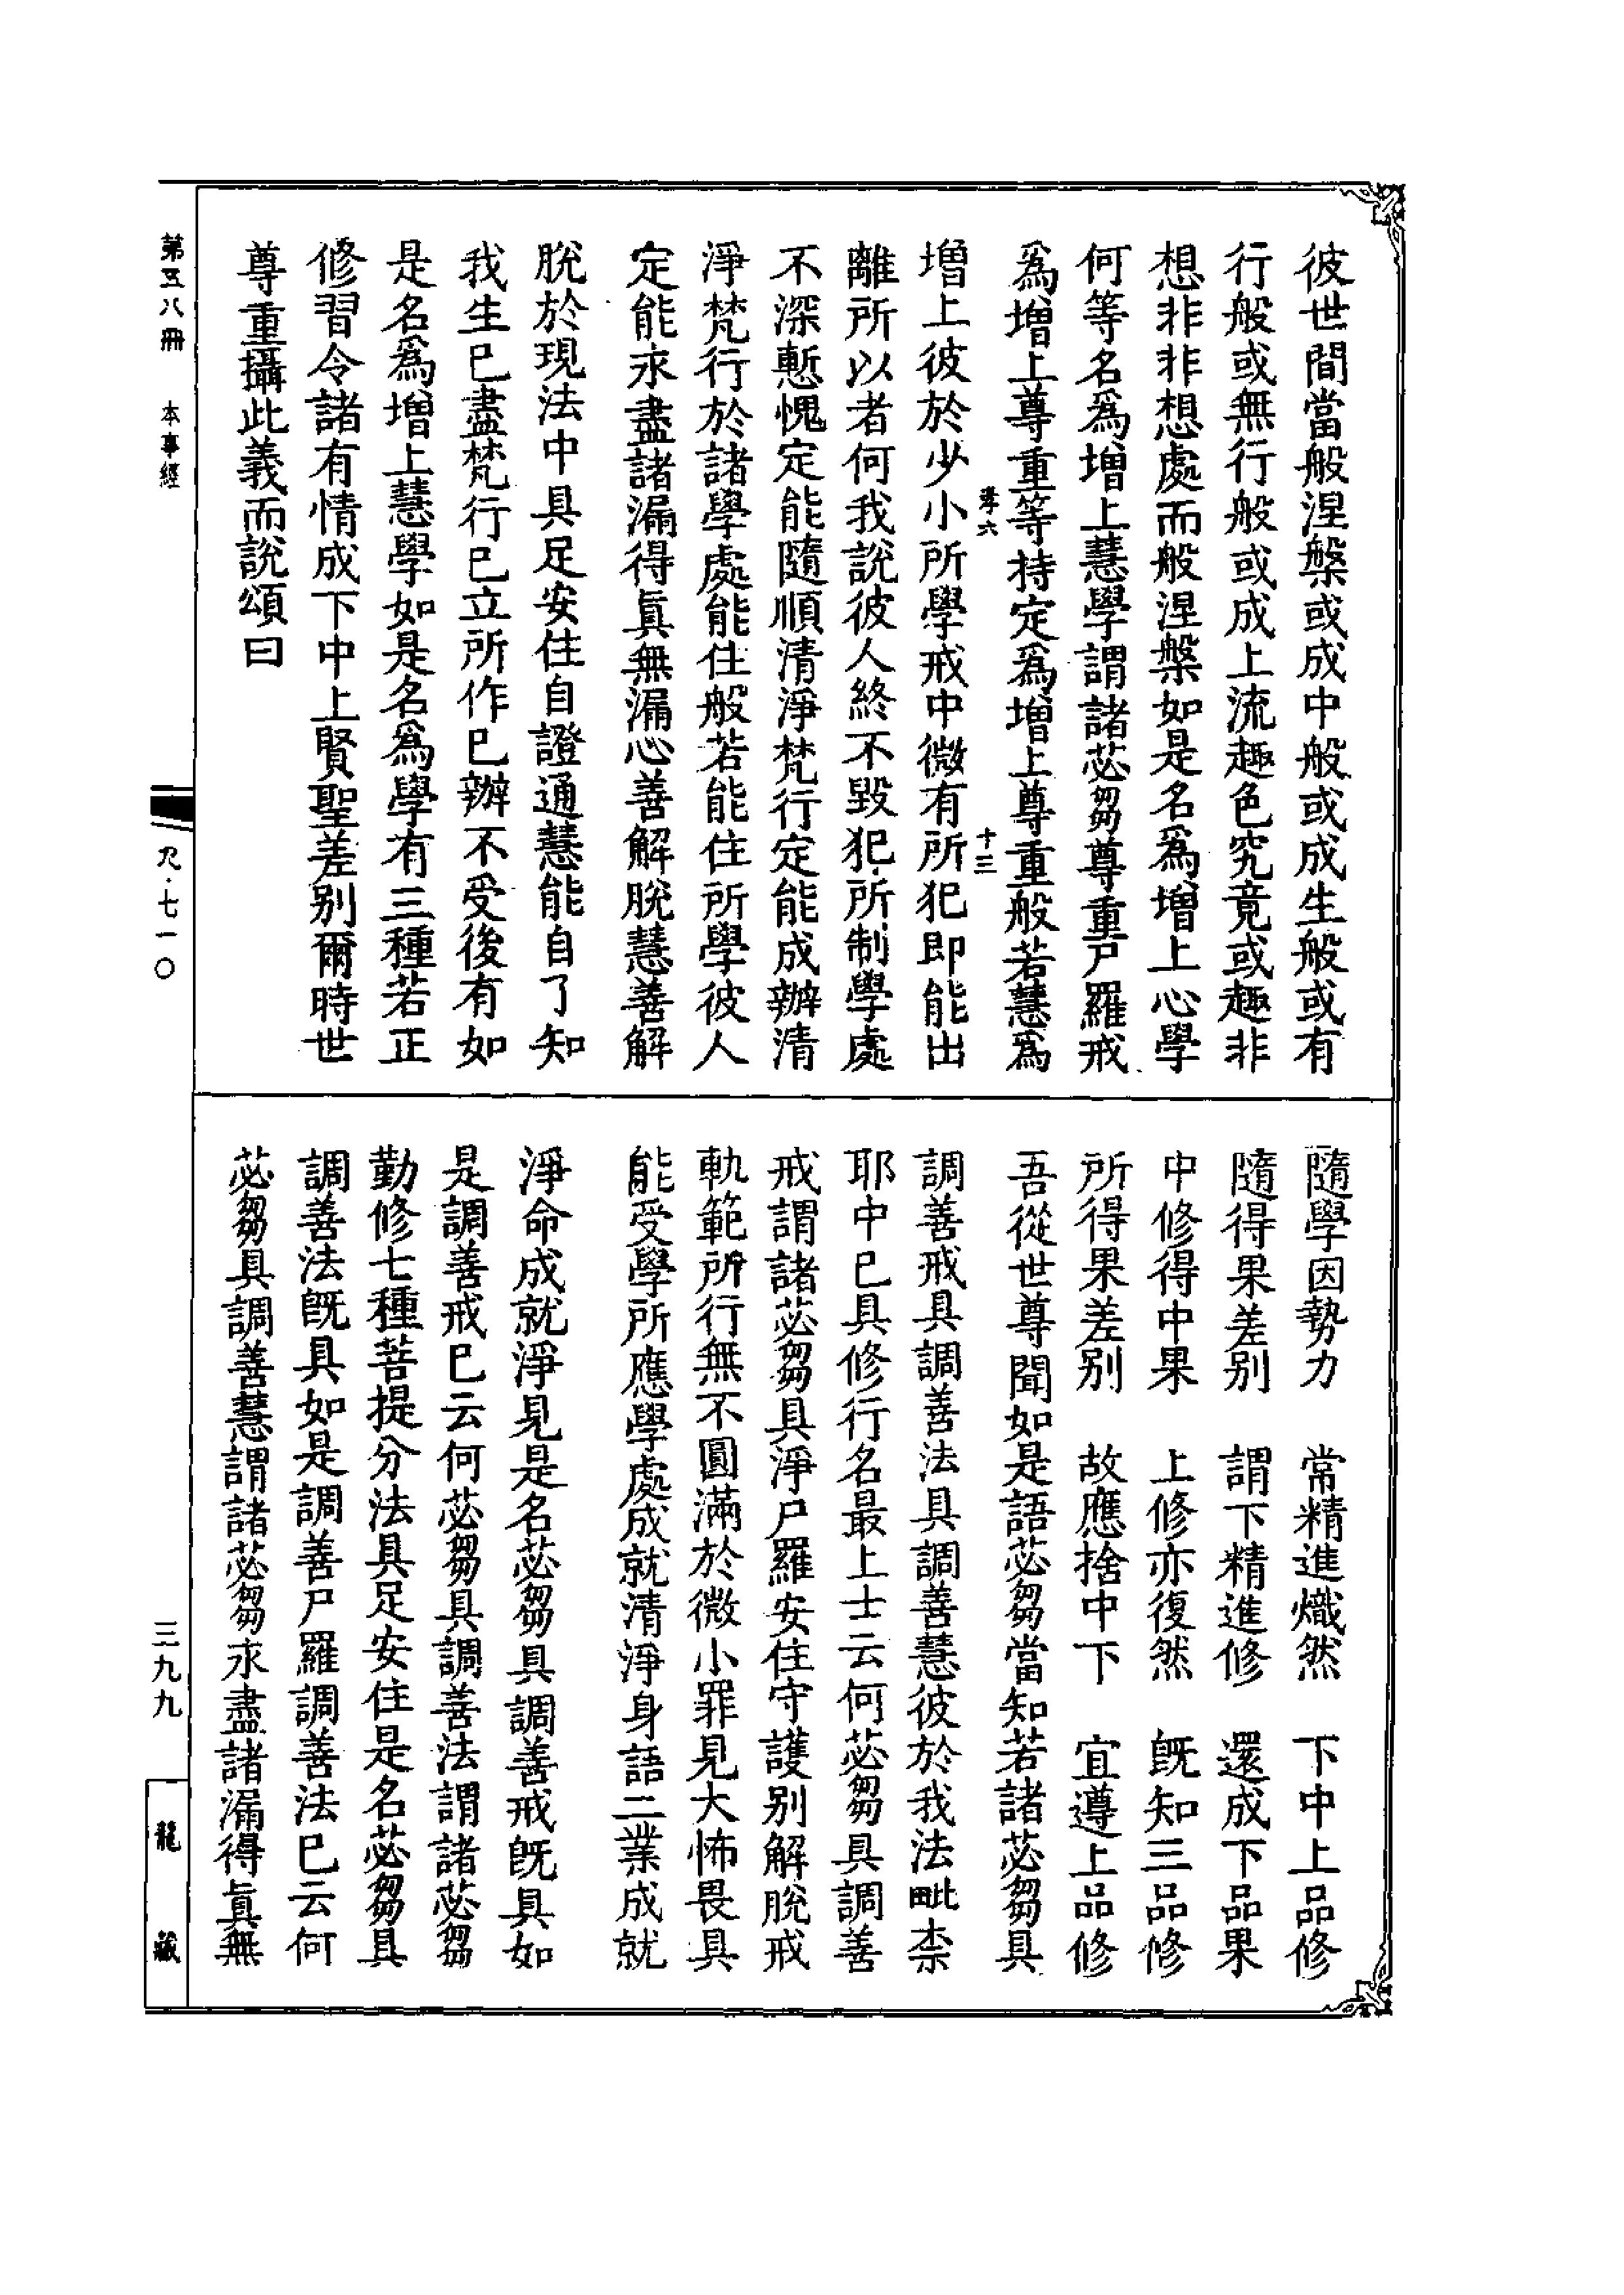 彼世間當般涅槃或成中般或成生般或有
行般或無行般或成上流趣色究竟或趣非
想非非想處而般涅槃如是名爲增上心學
何等名爲增上慧學謂諸苾芻尊重尸羅戒
爲增上尊重等持定爲增上尊重般若慧爲
孝六 十三
增上彼於少小所學戒中微有所犯即能出
離所以者何我說彼人終不毀犯所制學處
不深慙愧定能隨順清淨梵行定能成辦清
淨梵行於諸學處能住般若能住所學彼人
定能永盡諸漏得眞無漏心善解脫慧善解
脫於現法中具足安住自證通慧能自了知
我生已盡梵行已立所作已辦不受後有如
是名爲增上慧學如是名爲學有三種若正
修習令諸有情成下中上賢聖差別爾時世
尊重攝此義而說頌曰
隨學因勢力 常精進熾然 下中上品修
隨得果差別 謂下精進修 還成下品果
中修得中果 上修亦復然 旣知三品修
所得果差別 故應捨中下 宜遵上品修
吾從世尊聞如是語苾芻當知若諸苾芻具
調善戒具調善法具調善慧彼於我法毗柰
耶中已具修行名最上士云何苾芻具調善
戒謂諸苾芻具淨尸羅安住守護別解脫戒
軌範所行無不圓滿於微小罪見大怖畏具
能受學所應學處成就清淨身語二業成就
淨命成就淨見是名苾芻具調善戒旣具如
是調善戒已云何苾芻具調善法謂諸苾芻
勤修七種菩提分法具足安住是名苾芻具
調善法旣具如是調善尸羅調善法已云何
苾芻具調善慧謂諸苾芻永盡諸漏得眞無
第五八冊 本事經
七一〇
三九九
龍藏